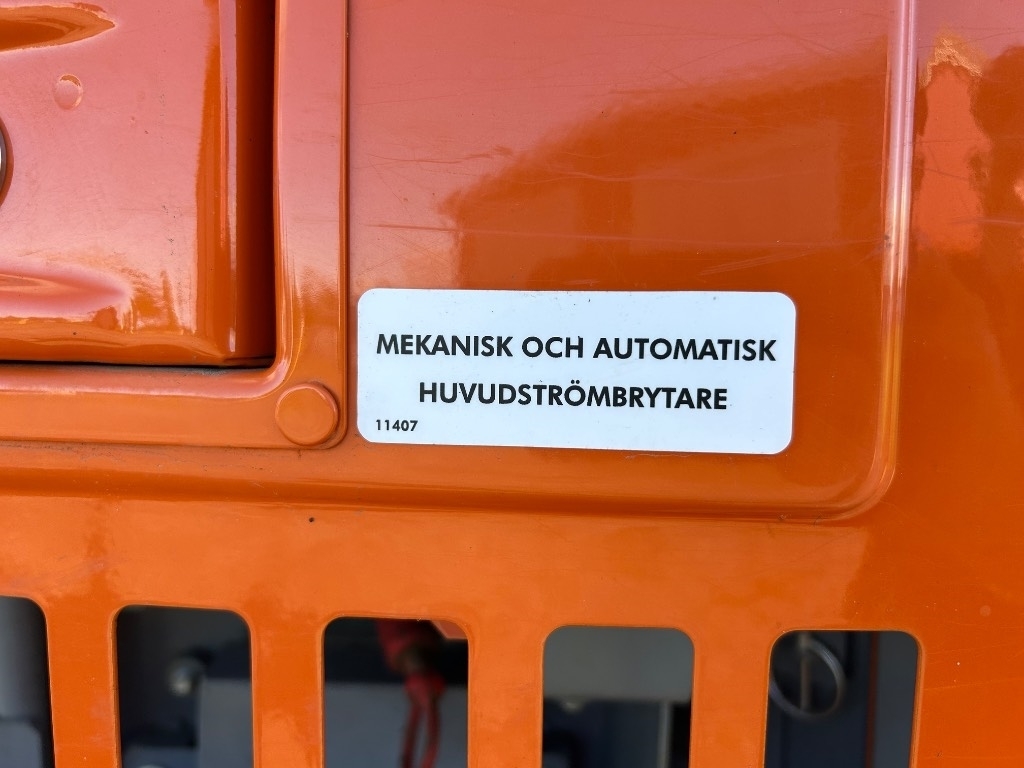 MEKANISK OCH AUTOMATISK
HUVUDSTRÖMBRYTARE
11407